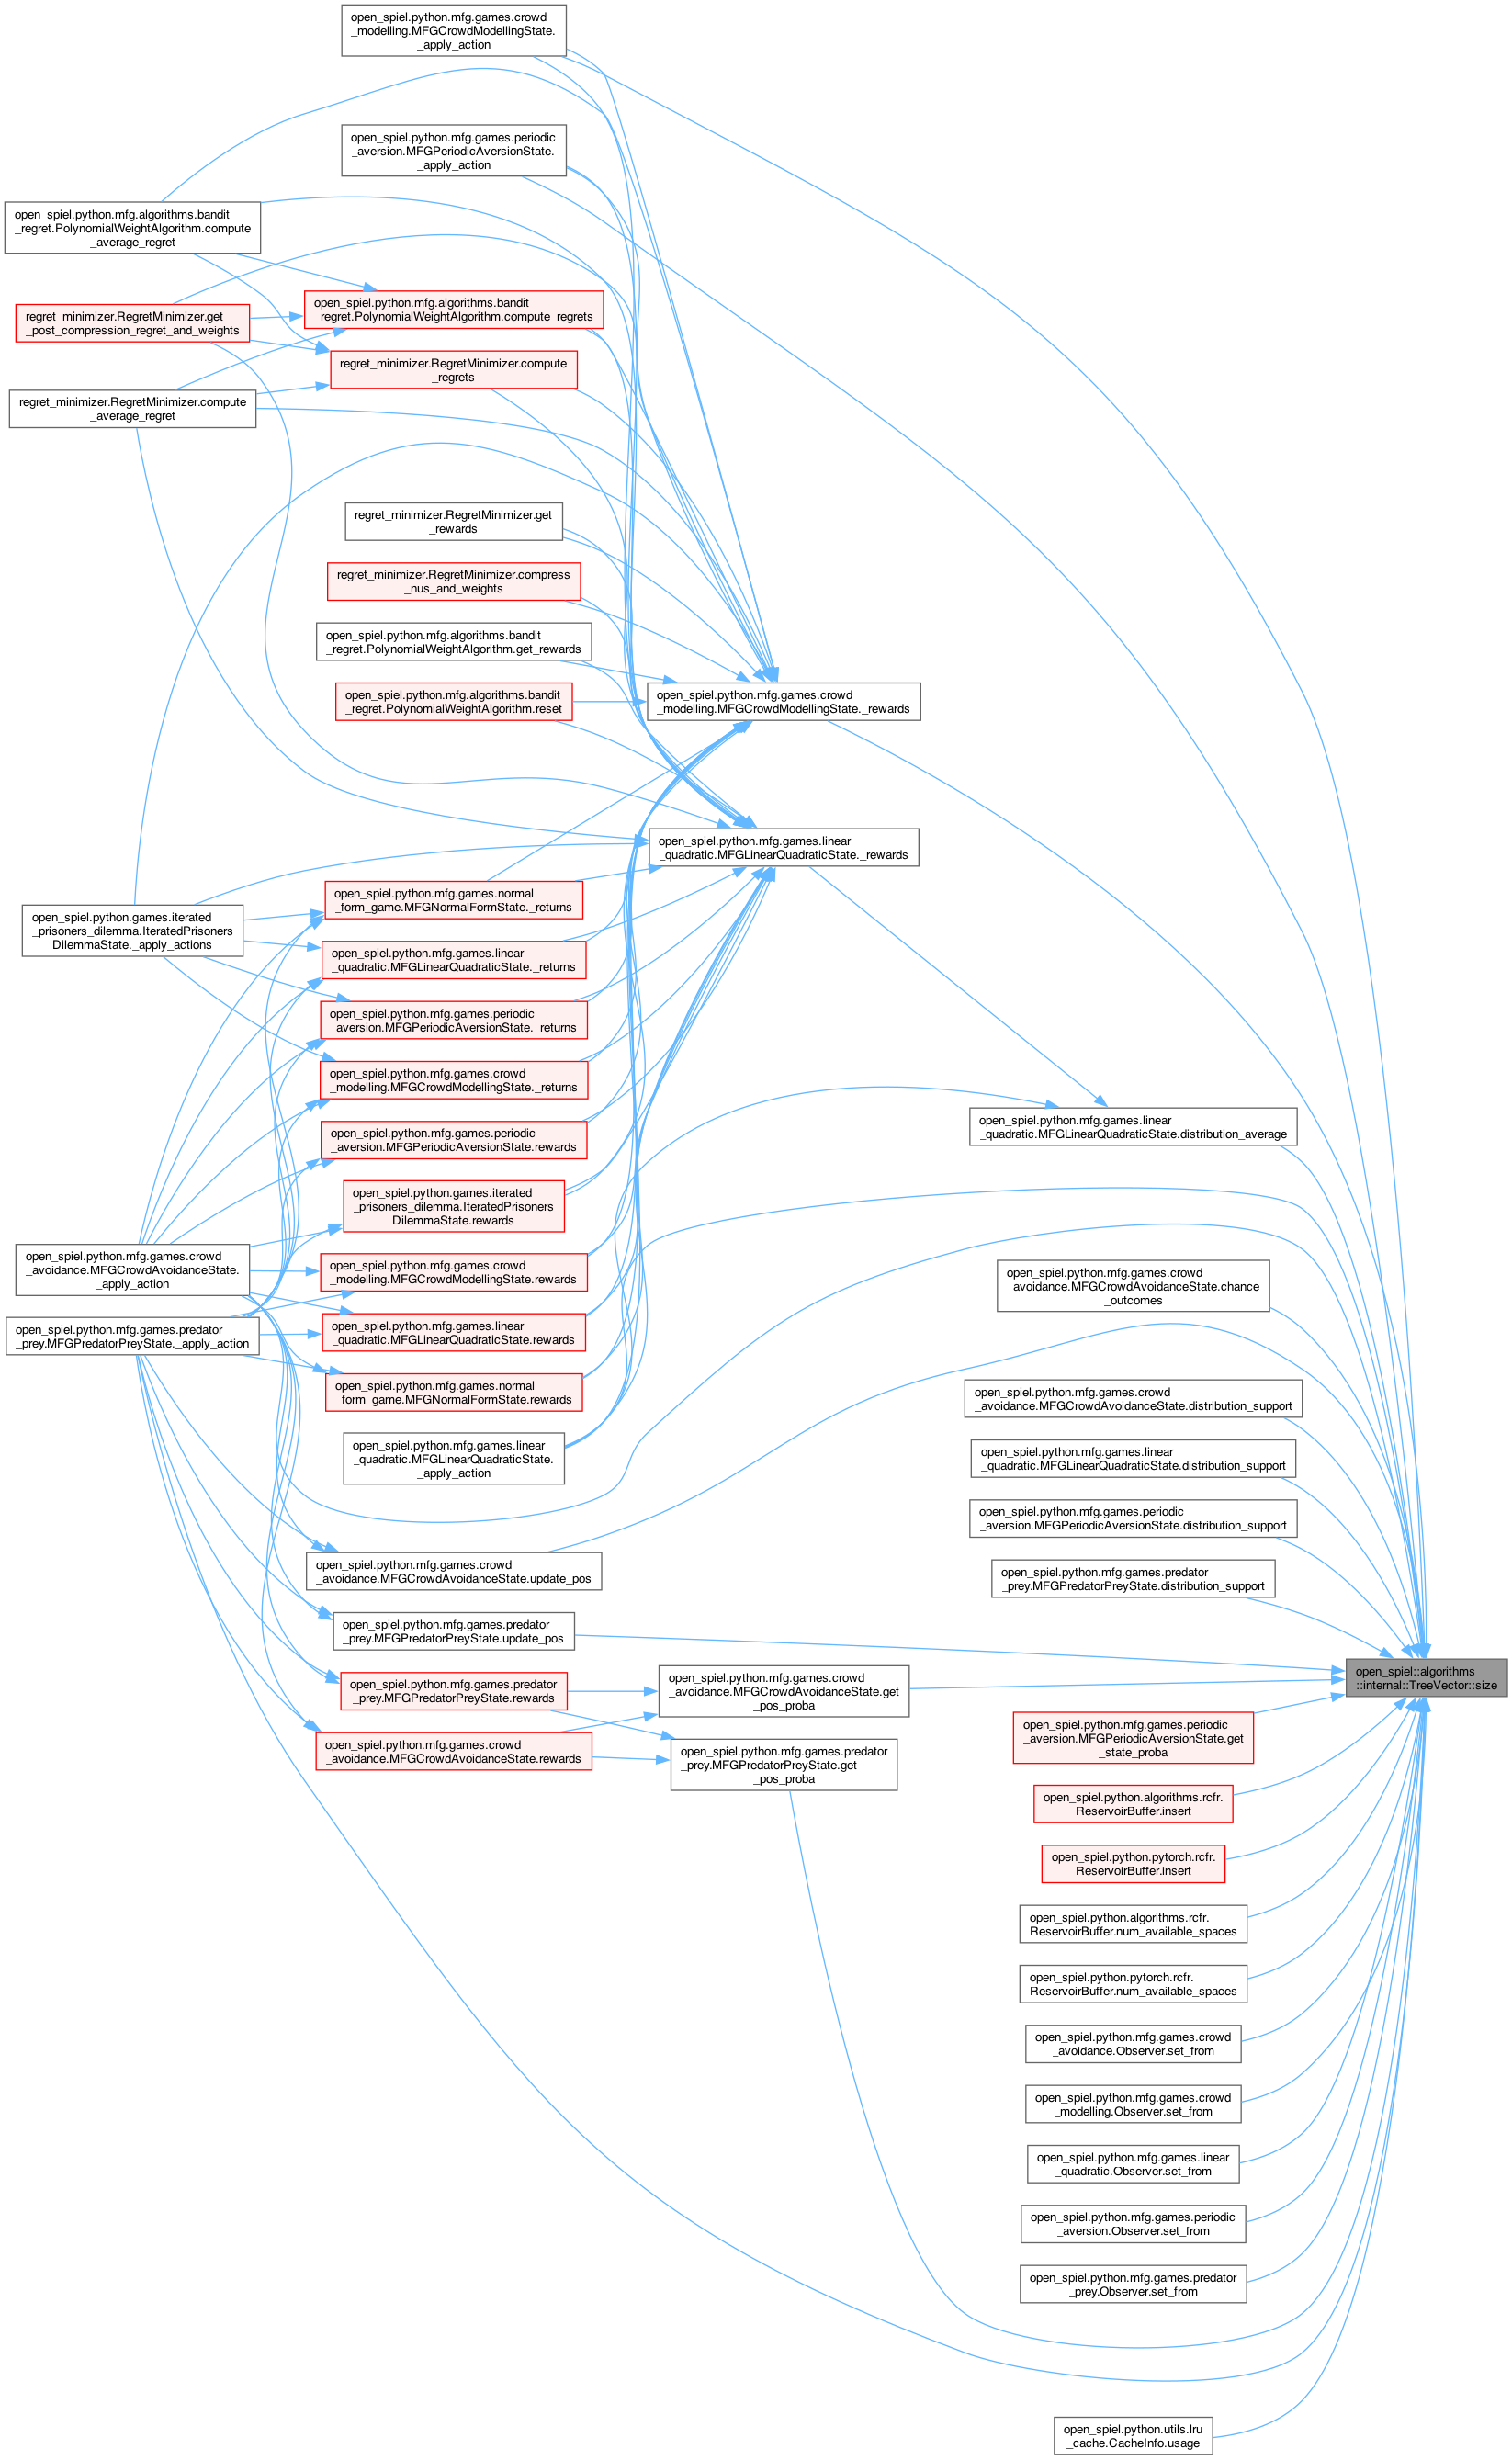 open_spiel.python.mfg.games.crowd
_modelling.MFGCrowdModellingState.
_apply_action
open_spiel.python.mfg.games.periodic
_aversion.MFGPeriodicAversionState.
_apply_action
open_spiel.python.mfg.algorithms.bandit
_regret.PolynomialWeightAlgorithm.compute
_average_regret
open_spiel.python.mfg.algorithms.bandit
_regret.PolynomialWeightAlgorithm.compute_regrets
regret_minimizer.RegretMinimizer.get
_post_compression_regret_and_weights
regret_minimizer.RegretMinimizer.compute
_regrets
regret_minimizer.RegretMinimizer.compute
_average_regret
regret_minimizer.RegretMinimizer.get
_rewards
regret_minimizer.RegretMinimizer.compress
_nus_and_weights
open_spiel.python.mfg.algorithms.bandit
_regret.PolynomialWeightAlgorithm.get_rewards
open_spiel.python.mfg.algorithms.bandit
_regret.PolynomialWeightAlgorithm.reset
open_spiel.python.mfg.games.crowd
_modelling.MFGCrowdModellingState._rewards
open_spiel.python.mfg.games.linear
_quadratic.MFGLinearQuadraticState._rewards
open_spiel.python.mfg.games.normal
_form_game.MFGNormalFormState._returns
open_spiel.python.games.iterated
_prisoners_dilemma.IteratedPrisoners
DilemmaState._apply_actions
open_spiel.python.mfg.games.linear
_quadratic.MFGLinearQuadraticState._returns
open_spiel.python.mfg.games.periodic
_aversion.MFGPeriodicAversionState._returns
open_spiel.python.mfg.games.crowd
_modelling.MFGCrowdModellingState._returns
open_spiel.python.mfg.games.linear
_quadratic.MFGLinearQuadraticState.distribution_average
open_spiel.python.mfg.games.periodic
_aversion.MFGPeriodicAversionState.rewards
open_spiel.python.games.iterated
_prisoners_dilemma.IteratedPrisoners
DilemmaState.rewards
open_spiel.python.mfg.games.crowd
_avoidance.MFGCrowdAvoidanceState.
_apply_action
open_spiel.python.mfg.games.crowd
_modelling.MFGCrowdModellingState.rewards
open_spiel.python.mfg.games.crowd
_avoidance.MFGCrowdAvoidanceState.chance
_outcomes
open_spiel.python.mfg.games.predator
_prey.MFGPredatorPreyState._apply_action
open_spiel.python.mfg.games.linear
_quadratic.MFGLinearQuadraticState.rewards
open_spiel.python.mfg.games.normal
_form_game.MFGNormalFormState.rewards
open_spiel.python.mfg.games.crowd
_avoidance.MFGCrowdAvoidanceState.distribution_support
open_spiel.python.mfg.games.linear
_quadratic.MFGLinearQuadraticState.
_apply_action
open_spiel.python.mfg.games.linear
_quadratic.MFGLinearQuadraticState.distribution_support
open_spiel.python.mfg.games.periodic
_aversion.MFGPeriodicAversionState.distribution_support
open_spiel.python.mfg.games.crowd
_avoidance.MFGCrowdAvoidanceState.update_pos
open_spiel.python.mfg.games.predator
_prey.MFGPredatorPreyState.distribution_support
open_spiel.python.mfg.games.predator
_prey.MFGPredatorPreyState.update_pos
open_spiel::algorithms
::internal::TreeVector::size
open_spiel.python.mfg.games.predator
_prey.MFGPredatorPreyState.rewards
open_spiel.python.mfg.games.crowd
_avoidance.MFGCrowdAvoidanceState.get
_pos_proba
open_spiel.python.mfg.games.periodic
_aversion.MFGPeriodicAversionState.get
_state_proba
open_spiel.python.mfg.games.crowd
_avoidance.MFGCrowdAvoidanceState.rewards
open_spiel.python.mfg.games.predator
_prey.MFGPredatorPreyState.get
_pos_proba
open_spiel.python.algorithms.rcfr.
ReservoirBuffer.insert
open_spiel.python.pytorch.rcfr.
ReservoirBuffer.insert
open_spiel.python.algorithms.rcfr.
ReservoirBuffer.num_available_spaces
open_spiel.python.pytorch.rcfr.
ReservoirBuffer.num_available_spaces
open_spiel.python.mfg.games.crowd
_avoidance.Observer.set_from
open_spiel.python.mfg.games.crowd
_modelling.Observer.set_from
open_spiel.python.mfg.games.linear
_quadratic.Observer.set_from
open_spiel.python.mfg.games.periodic
_aversion.Observer.set_from
open_spiel.python.mfg.games.predator
_prey.Observer.set_from
open_spiel.python.utils.lru
_cache.CacheInfo.usage